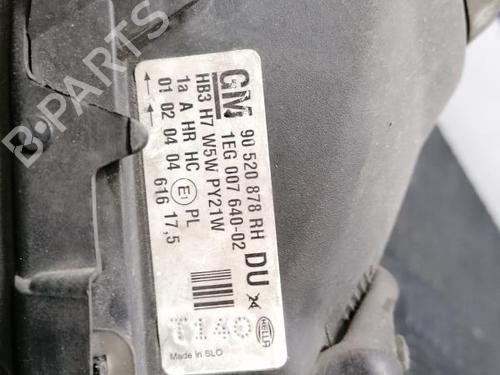 B-PARTS
GM 90 520 878 RH
1EG 007 640-02 DU
HB3 H7 W5W PY21W
1a A HR HC E1 PL
01 02 04 04 616 17,5
T140
HELLA
Made in SLO